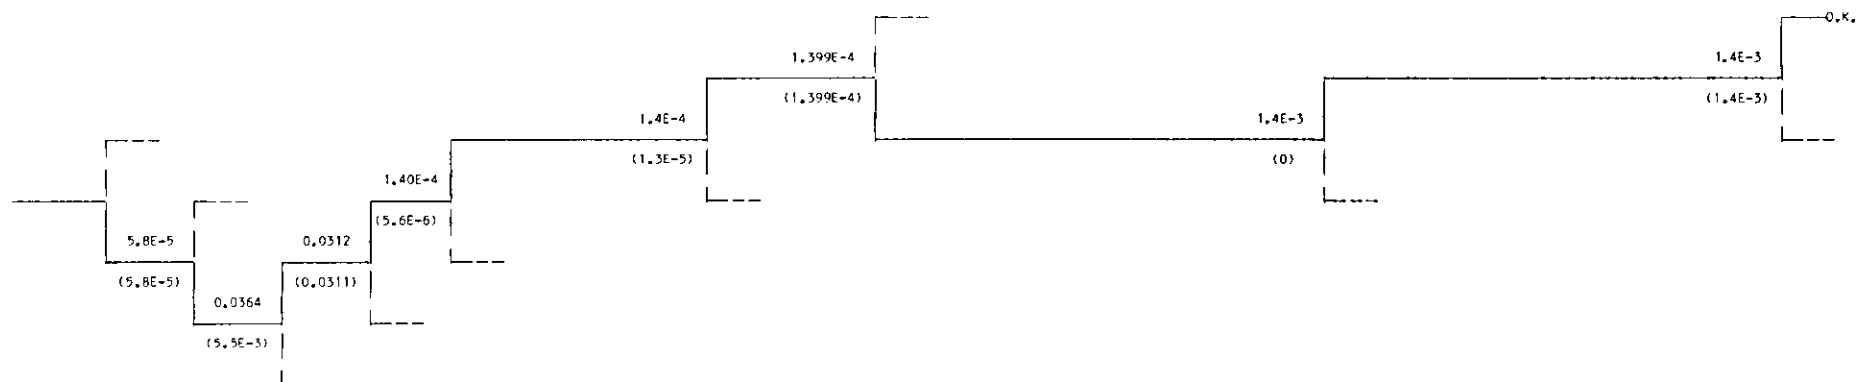 O.K.
1.399E-4
1.4E-3
(1.399E-4)
(1.4E-3)
1.4E-4
1.4E-3
(1.3E-5)
(0)
1.40E-4
(5.6E-6)
5.8E-5
0.0312
(5.8E-5)
(0.0311)
0.0364
(5.5E-3)